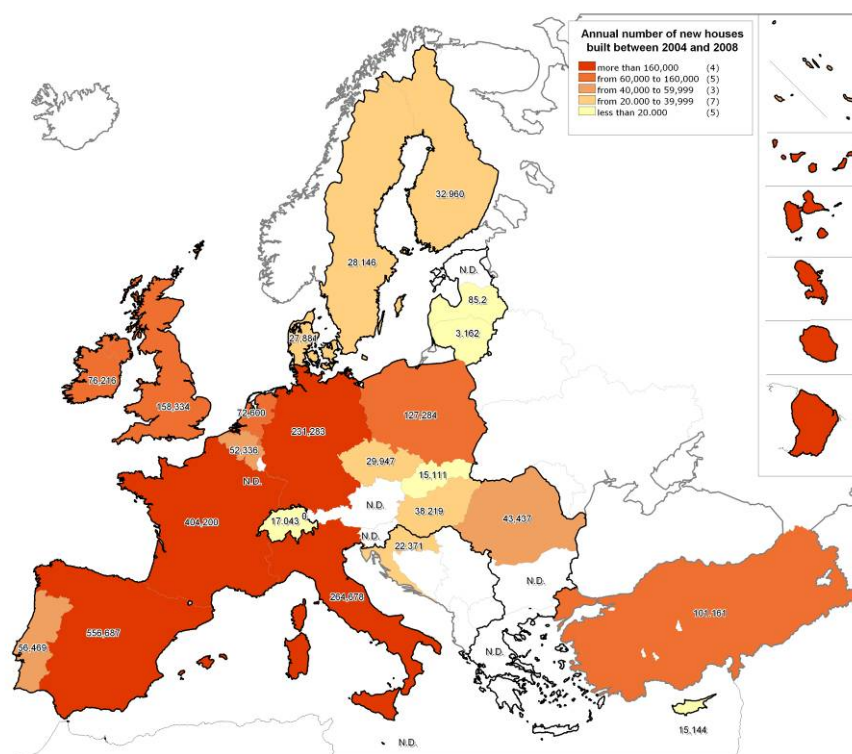 Annual number of new houses
built between 2004 and 2008
more than 160,000 (4)
from 60,000 to 160,000 (5)
from 40,000 to 59,999 (3)
from 20.000 to 39,999 (7)
less than 20.000 (5)
32.960
28.146
N.D.
85.2
3.162
27,881
76,216
158,334
72,600
127,284
231,283
52,336
N.D.
29,947
15,111
N.D.
38,219
17.043
0
43,437
404,200
N.D.
22,371
N.D.
264,678
101,161
556,687
56,469
N.D.
15,144
N.D.